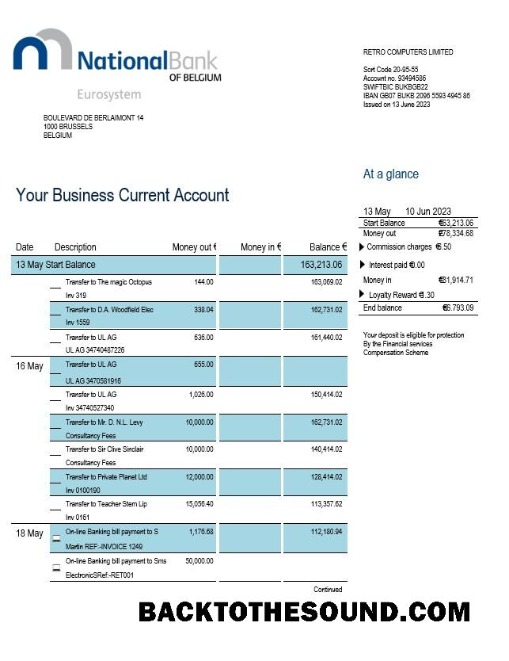 NationalBank
OF BELGIUM
Eurosystem
BOULEVARD DE BERLAIMONT 14
1000 BRUSSELS
BELGIUM
RETRO COMPUTERS LIMITED
Sort Code 20-95-55
Account no. 93494586
SWIFTBIC BUKBGB22
IBAN GB07 BUKB 2095 5593 4945 86
Issued on 13 June 2023
At a glance
13 May 10 Jun 2023
Start Balance €63,213.06
Money out €78,334.68
Commission charges €6.50
Interest paid €0.00
Money in €81,914.71
Loyalty Reward €1.30
End balance €6.793.09
Your deposit is eligible for protection
By the Financial services
Compensation Scheme
Your Business Current Account
Date Description Money out € Money in € Balance €
13 May Start Balance 163,213.06
Transfer to The magic Octopus 144.00 163,069.02
Inv 319
Transfer to D.A. Woodfield Elec 338.04 162,731.02
Inv 1559
Transfer to UL AG 636.00 161,440.02
UL AG 34740487226
16 May Transfer to UL AG 655.00
UL AG 3470581916
Transfer to UL AG 1,026.00 150,414.02
Inv 34740527340
Transfer to Mr. D. N.L. Levy 10,000.00 162,731.02
Consultancy Fees
Transfer to Sir Clive Sinclair 10,000.00 140,414.02
Consultancy Fees
Transfer to Private Planet Ltd 12,000.00 128,414.02
Inv 0100190
Transfer to Teacher Stem Lip 15,056.40 113,357.62
Inv 0161
18 May On-line Banking bill payment to S 1,176.68 112,180.94
Martin REF:-INVOICE 1249
On-line Banking bill payment to Sms 50,000.00
ElectronicSRef:-RET001
Continued
BACKTOTHESOUND.COM